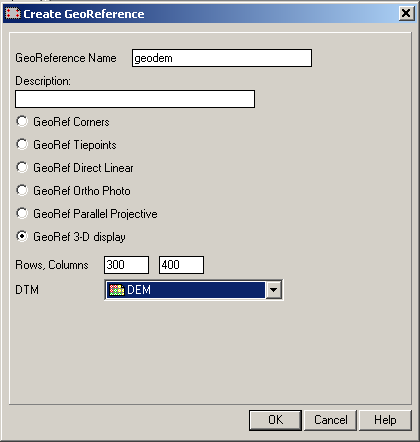 Create GeoReference
GeoReference Name geodem
Description:
GeoRef Corners
GeoRef Tiepoints
GeoRef Direct Linear
GeoRef Ortho Photo
GeoRef Parallel Projective
GeoRef 3-D display
Rows, Columns 300 400
DTM DEM
OK Cancel Help